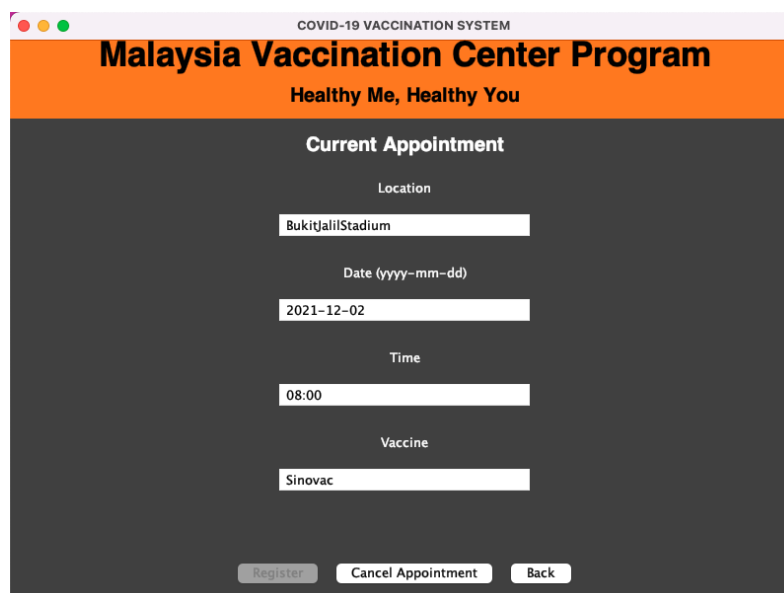 COVID-19 VACCINATION SYSTEM
Malaysia Vaccination Center Program
Healthy Me, Healthy You
Current Appointment
Location
BukitJalilStadium
Date (yyyy-mm-dd)
2021-12-02
Time
08:00
Vaccine
Sinovac
Register Cancel Appointment Back